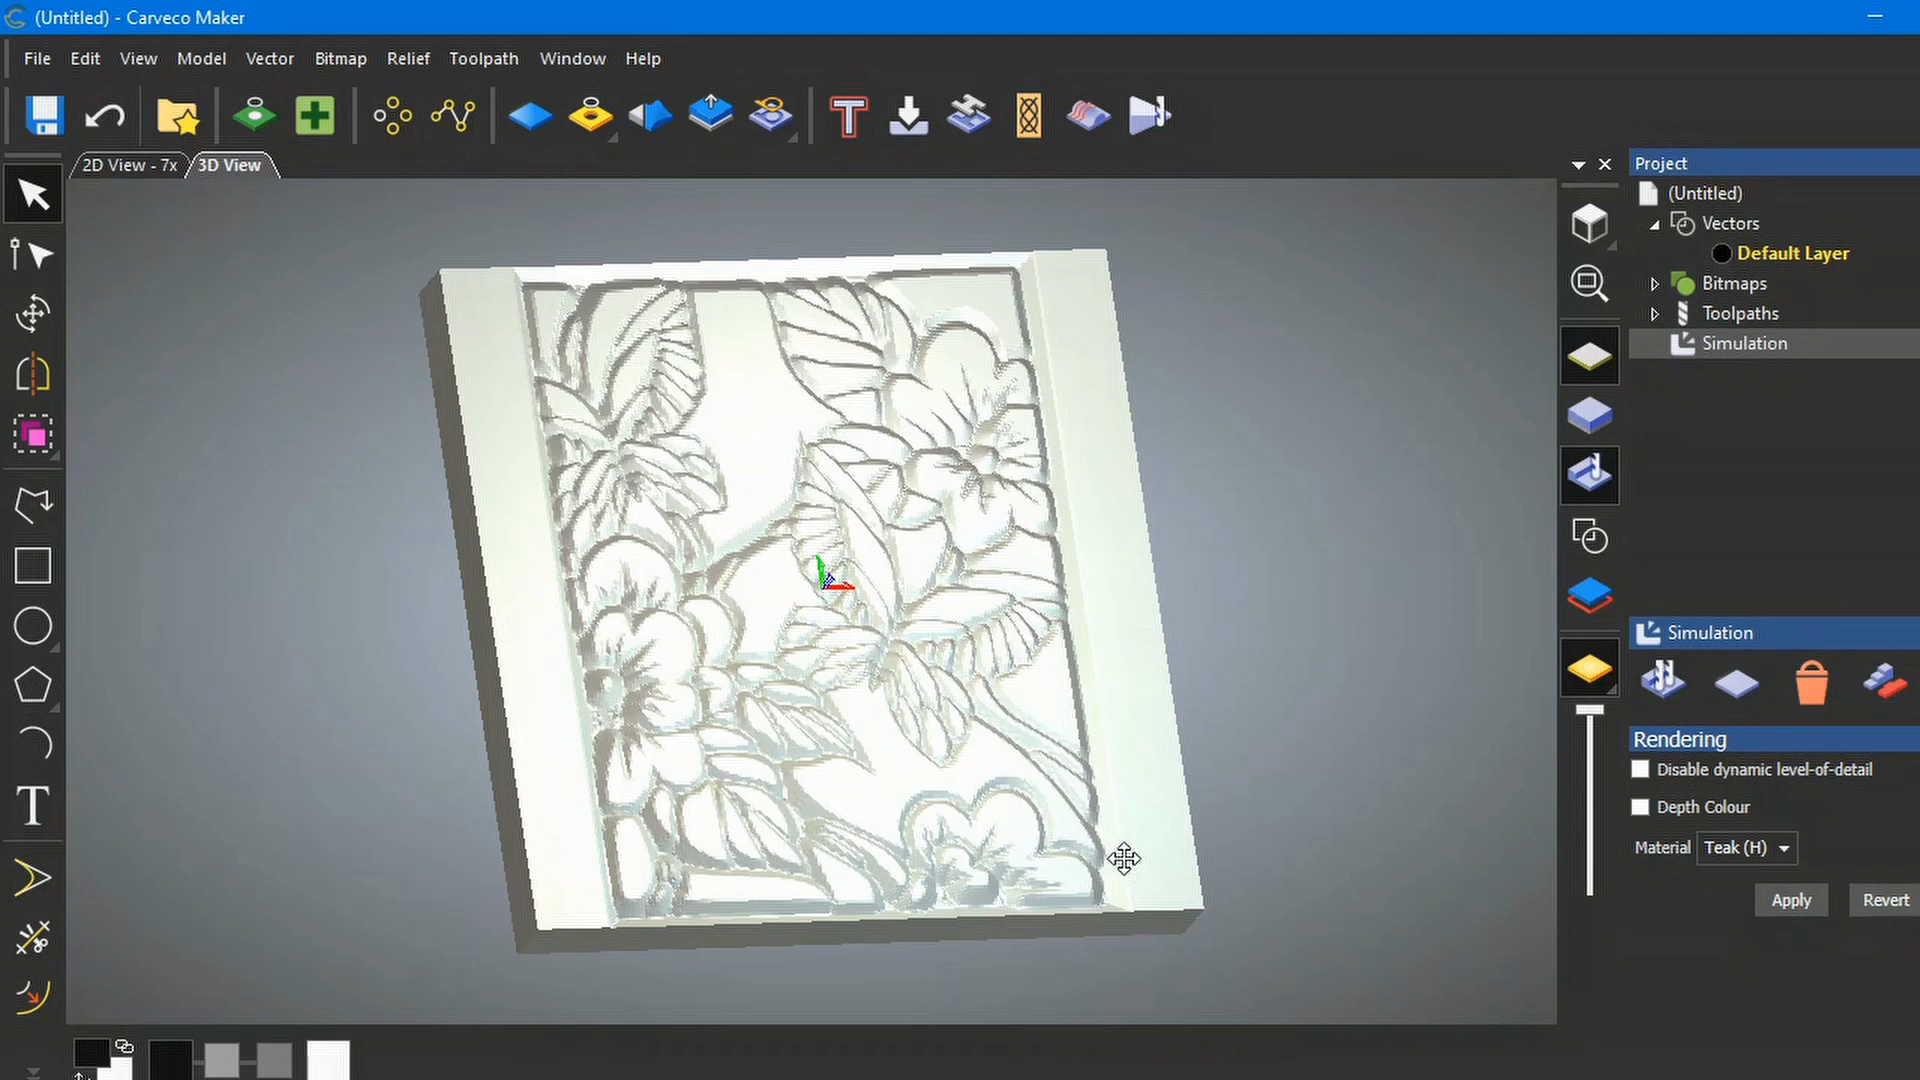 (Untitled) - Carveco Maker
File Edit View Model Vector Bitmap Relief Toolpath Window Help
2D View - 7x 3D View
Project
(Untitled)
Vectors
Default Layer
Bitmaps
Toolpaths
Simulation
Simulation
Rendering
Disable dynamic level-of-detail
Depth Colour
Material Teak (H)
Apply Revert